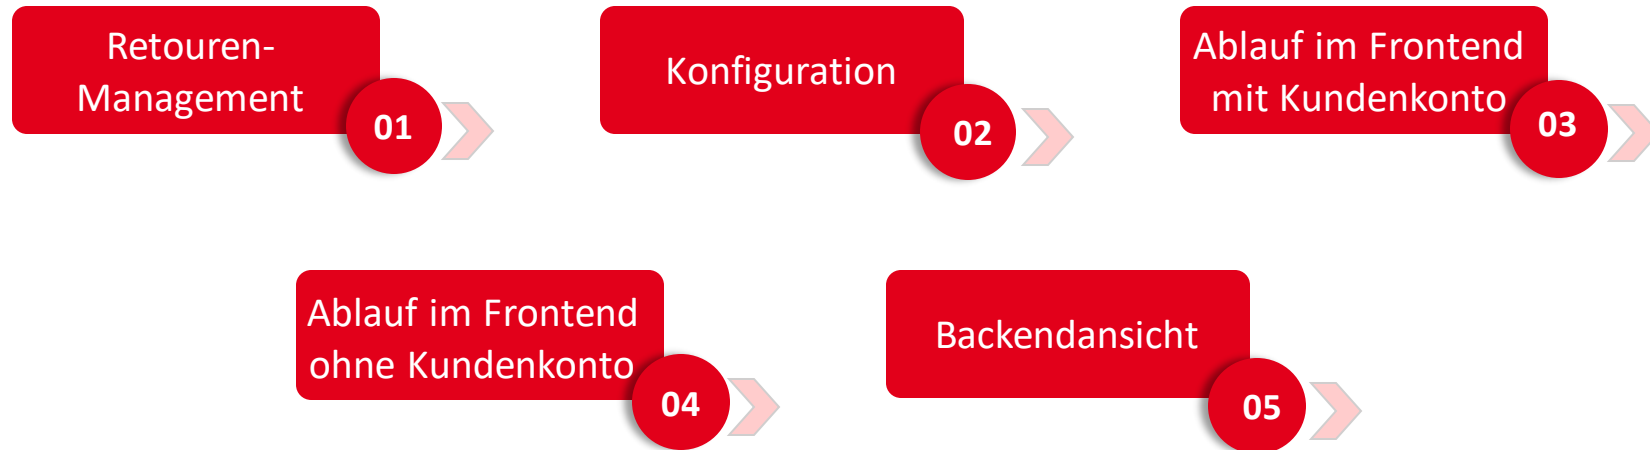 Retouren-
Management
01
Konfiguration
02
Ablauf im Frontend
mit Kundenkonto
03
Ablauf im Frontend
ohne Kundenkonto
04
Backendansicht
05